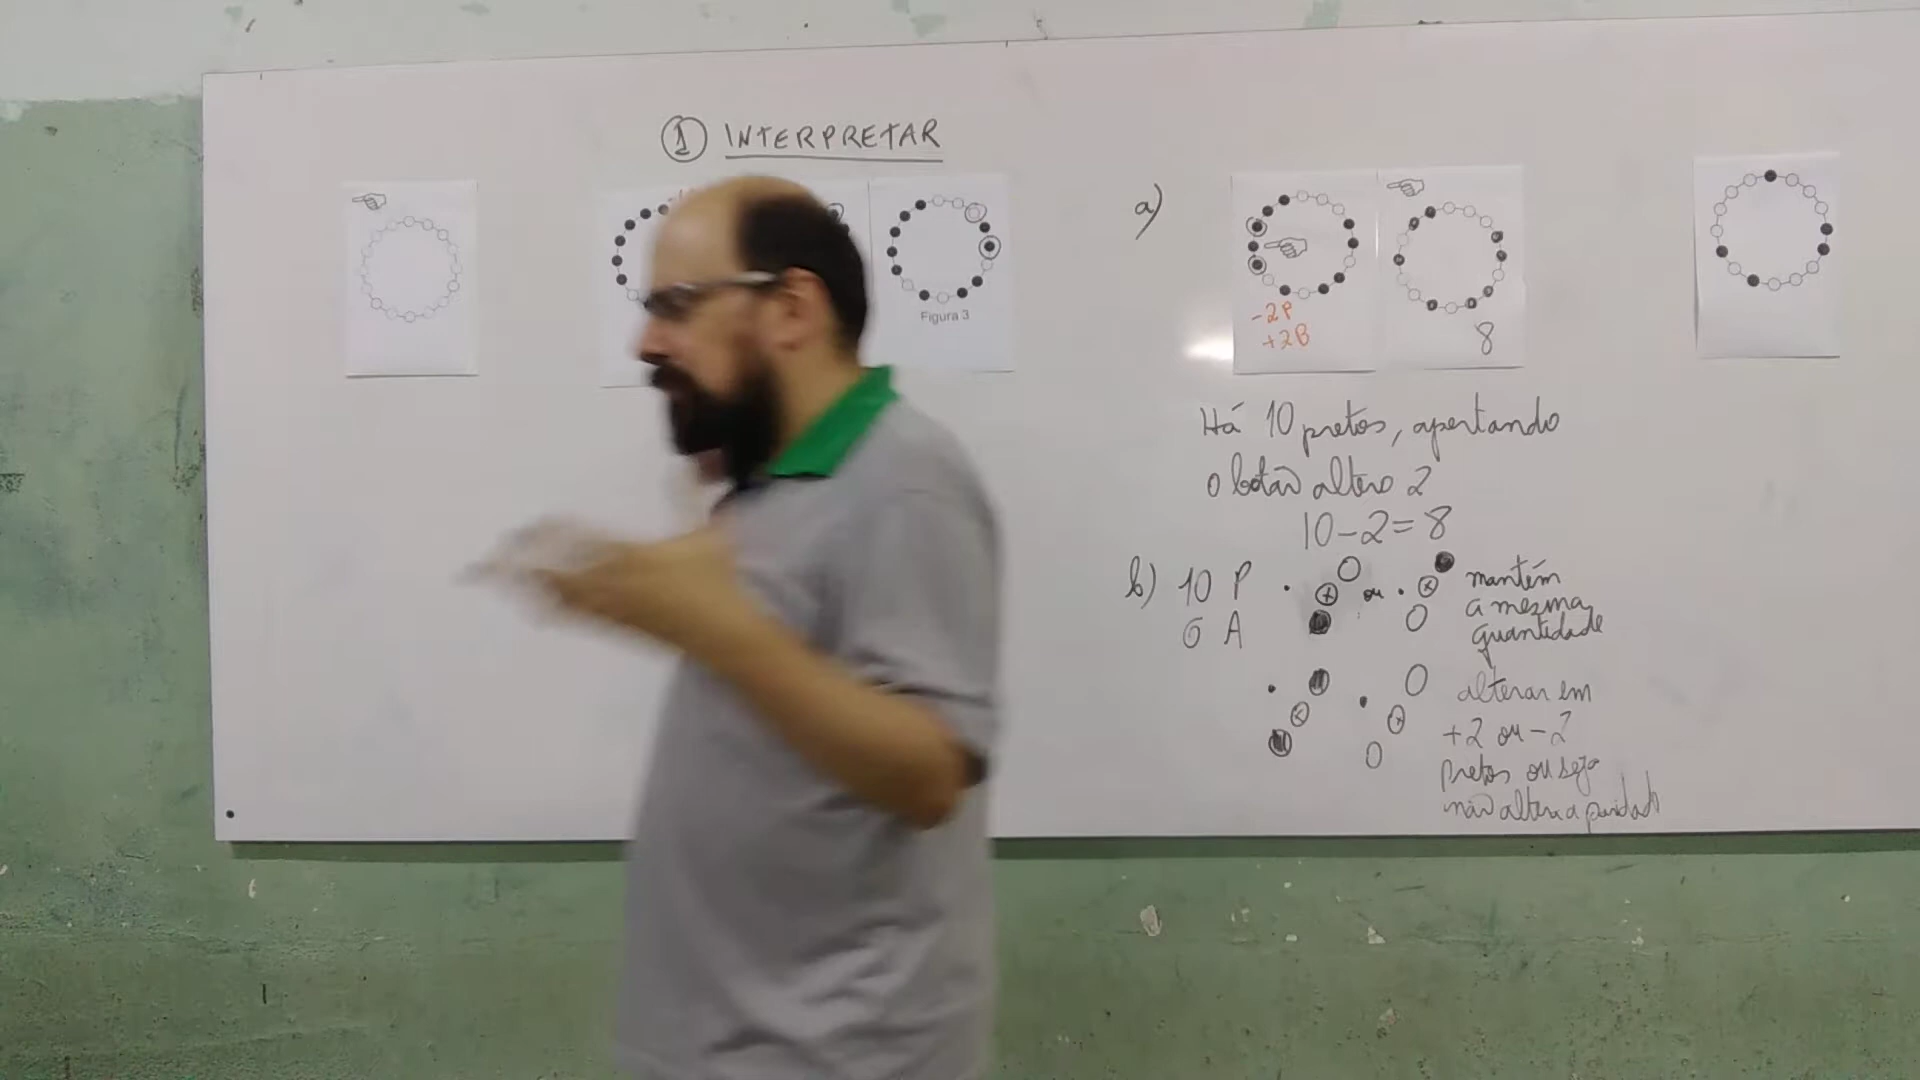 1 INTERPRETAR
Figura 3
a)
-2P
+2B
8
Há 10 pretos, apertando
o botão altero 2
10-2=8
b) 10 P
6 A
ou
mantém
a mesma
quantidade
alterar em
+2 ou -2
pretos ou seja
não altera a paridad